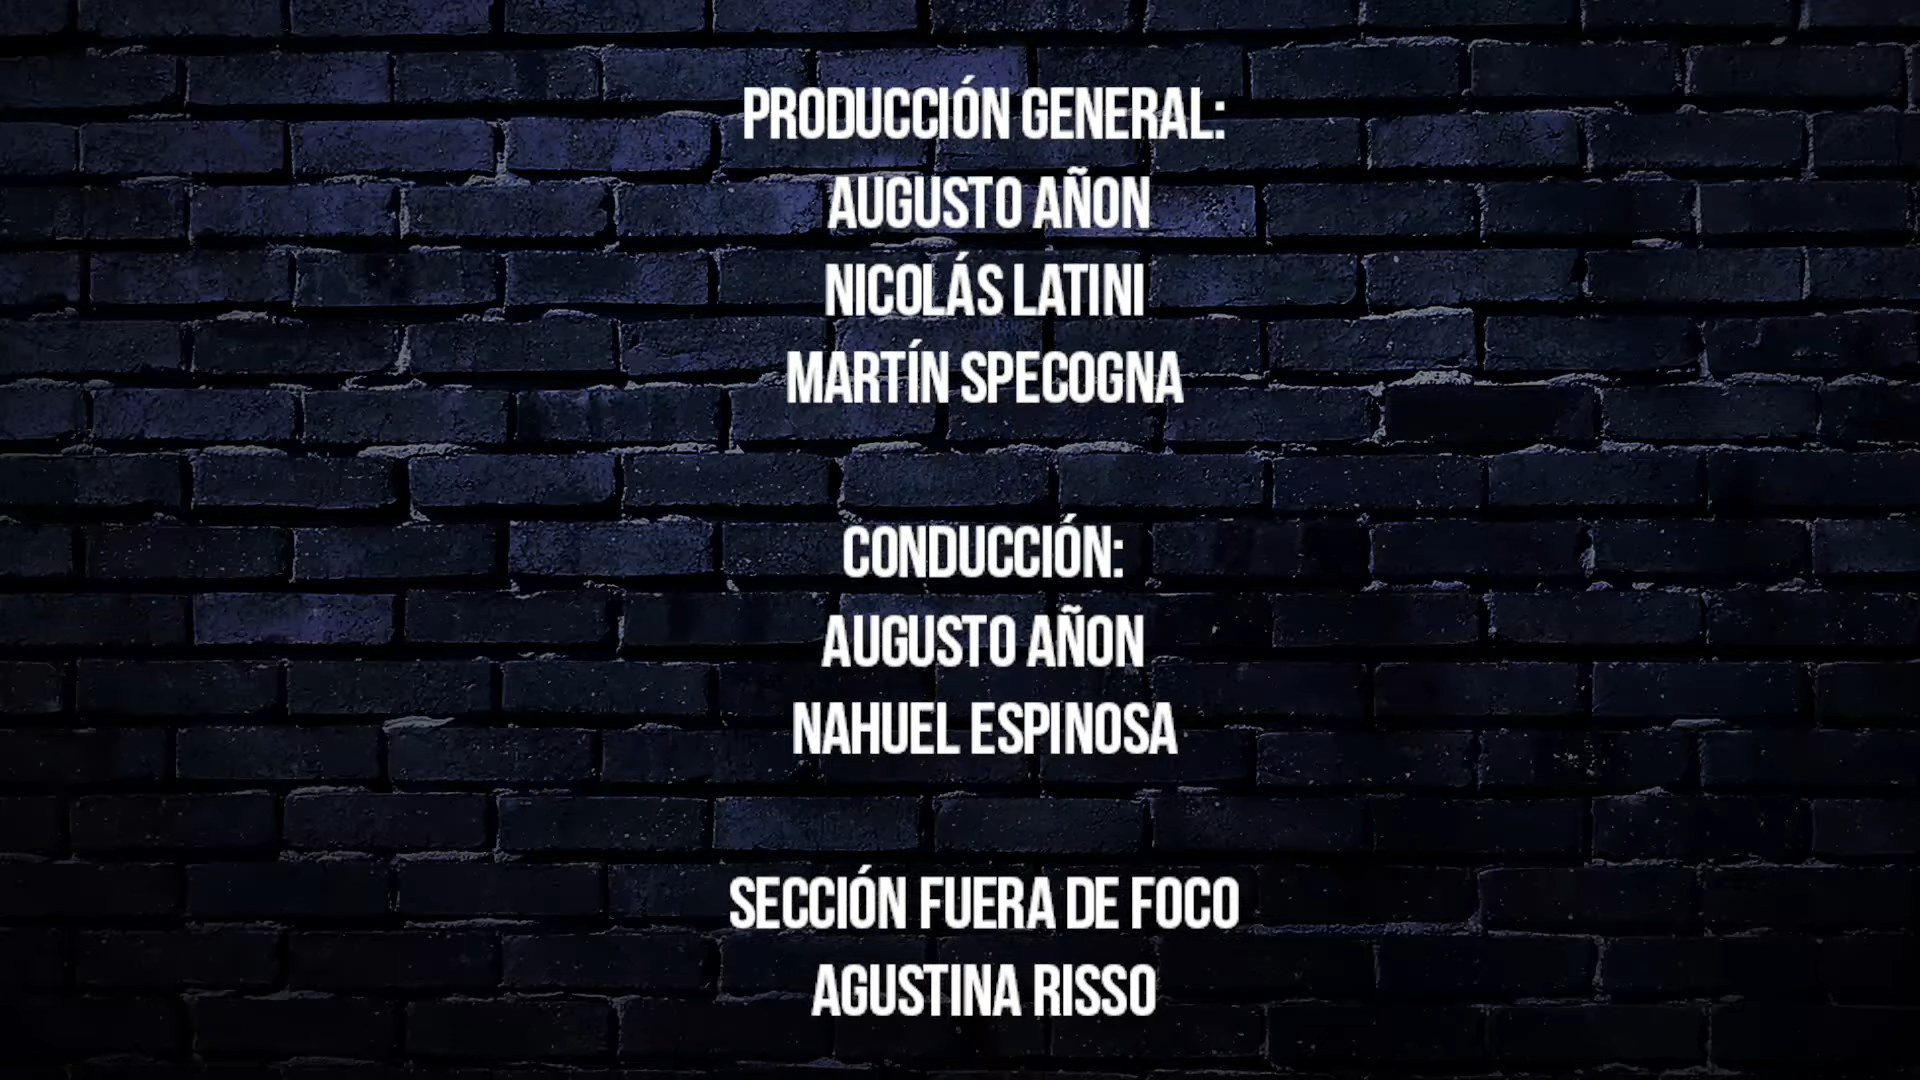 PRODUCCIÓN GENERAL:
AUGUSTO AÑON
NICOLÁS LATINI
MARTÍN SPECOGNA
CONDUCCIÓN:
AUGUSTO AÑON
NAHUEL ESPINOSA
SECCIÓN FUERA DE FOCO
AGUSTINA RISSO